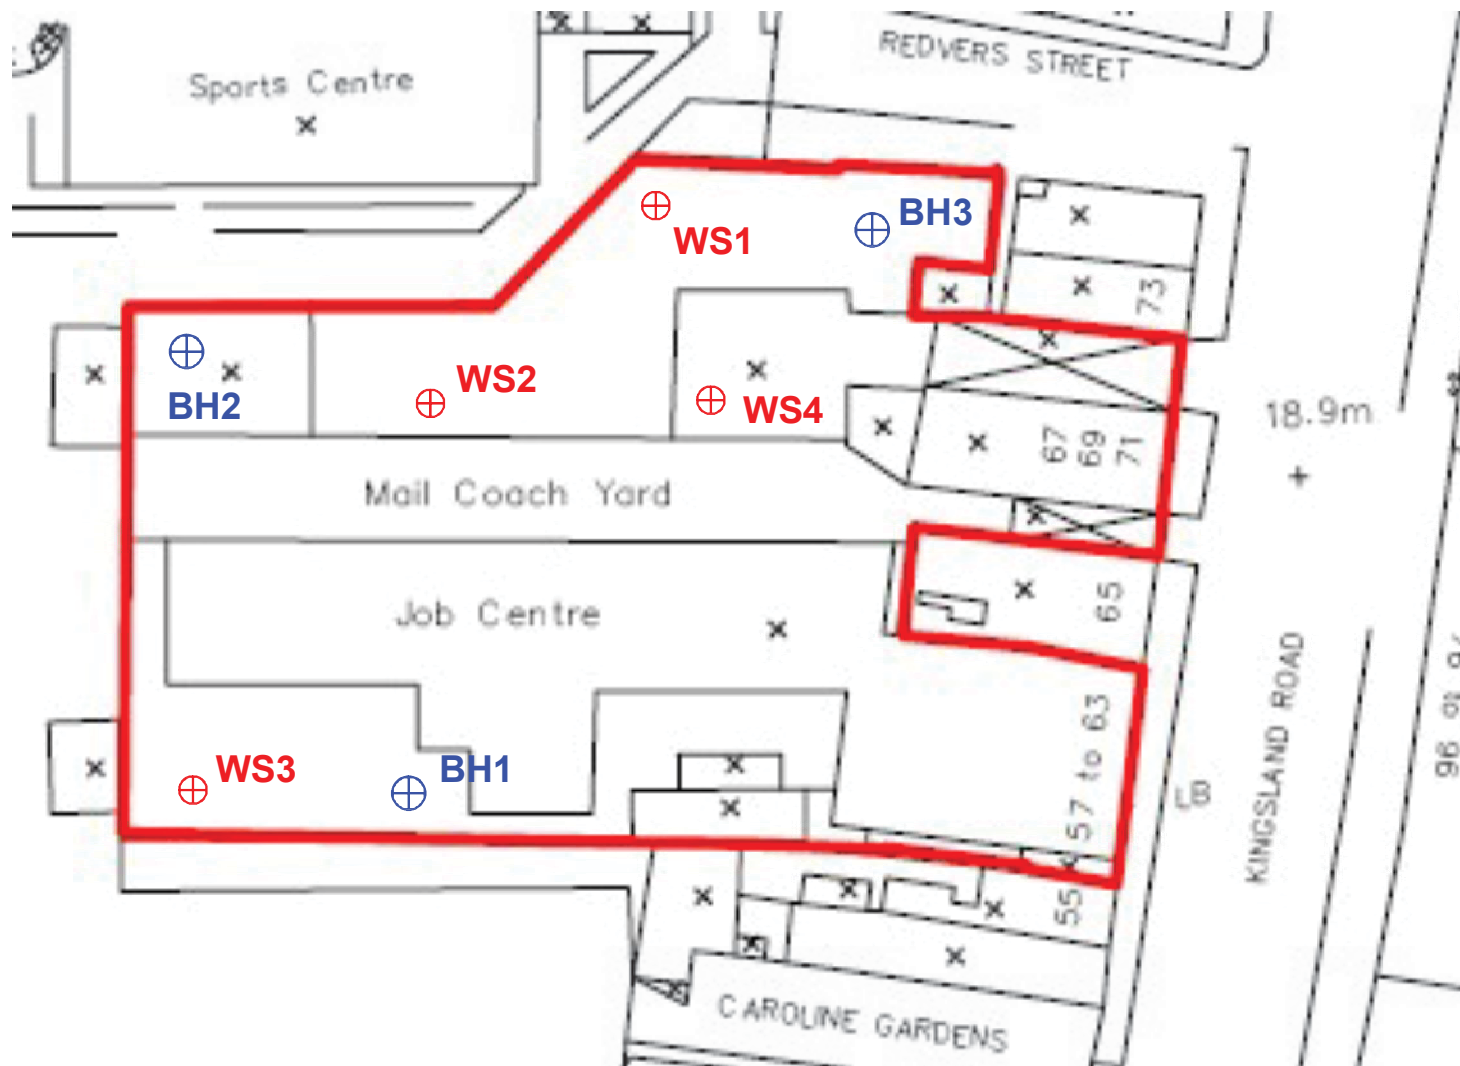 REDVERS STREET
Sports Centre
WS1
BH3
73
BH2
WS2
WS4
67
69
71
18.9m
Mail Coach Yard
Job Centre
65
KINGSLAND ROAD
57 to 63
WS3
BH1
LB
55
CAROLINE GARDENS